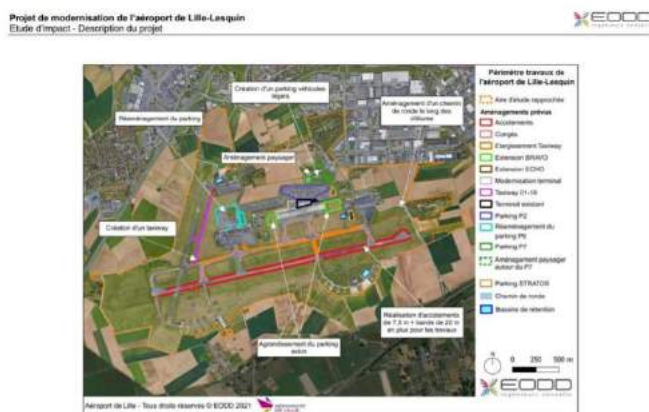 Projet de modernisation de l'aéroport de Lille-Lesquin
Etude d'impact - Description du projet
EODD
ingénieurs conseils
Création d'un parking véhicules
légers
Aménagement d'un chemin
de ronde le long des
clôtures
Réaménagement du parking
Aménagement paysager
Création d'un taxiway
Agrandissement du parking
avion
Réalisation d'accotements
de 7,5 m + bande de 20 m
en plus pour les travaux
Périmètre travaux de
l'aéroport de Lille-Lesquin
Aire d'étude rapprochée
Aménagements prévus
Accotements
Congés
Elargissement Taxiway
Extension BRAVO
Extension ECHO
Modernisation terminal
Taxiway 01-19
Terminal existant
Parking P2
Réaménagement du
parking P6
Parking P7
Aménagement paysager
autour du P7
Parking STRATOS
Chemin de ronde
Bassins de rétention
N
0 250 500 m
EODD
ingénieurs conseils
Aéroport de Lille - Tous droits réservés © EODD 2021